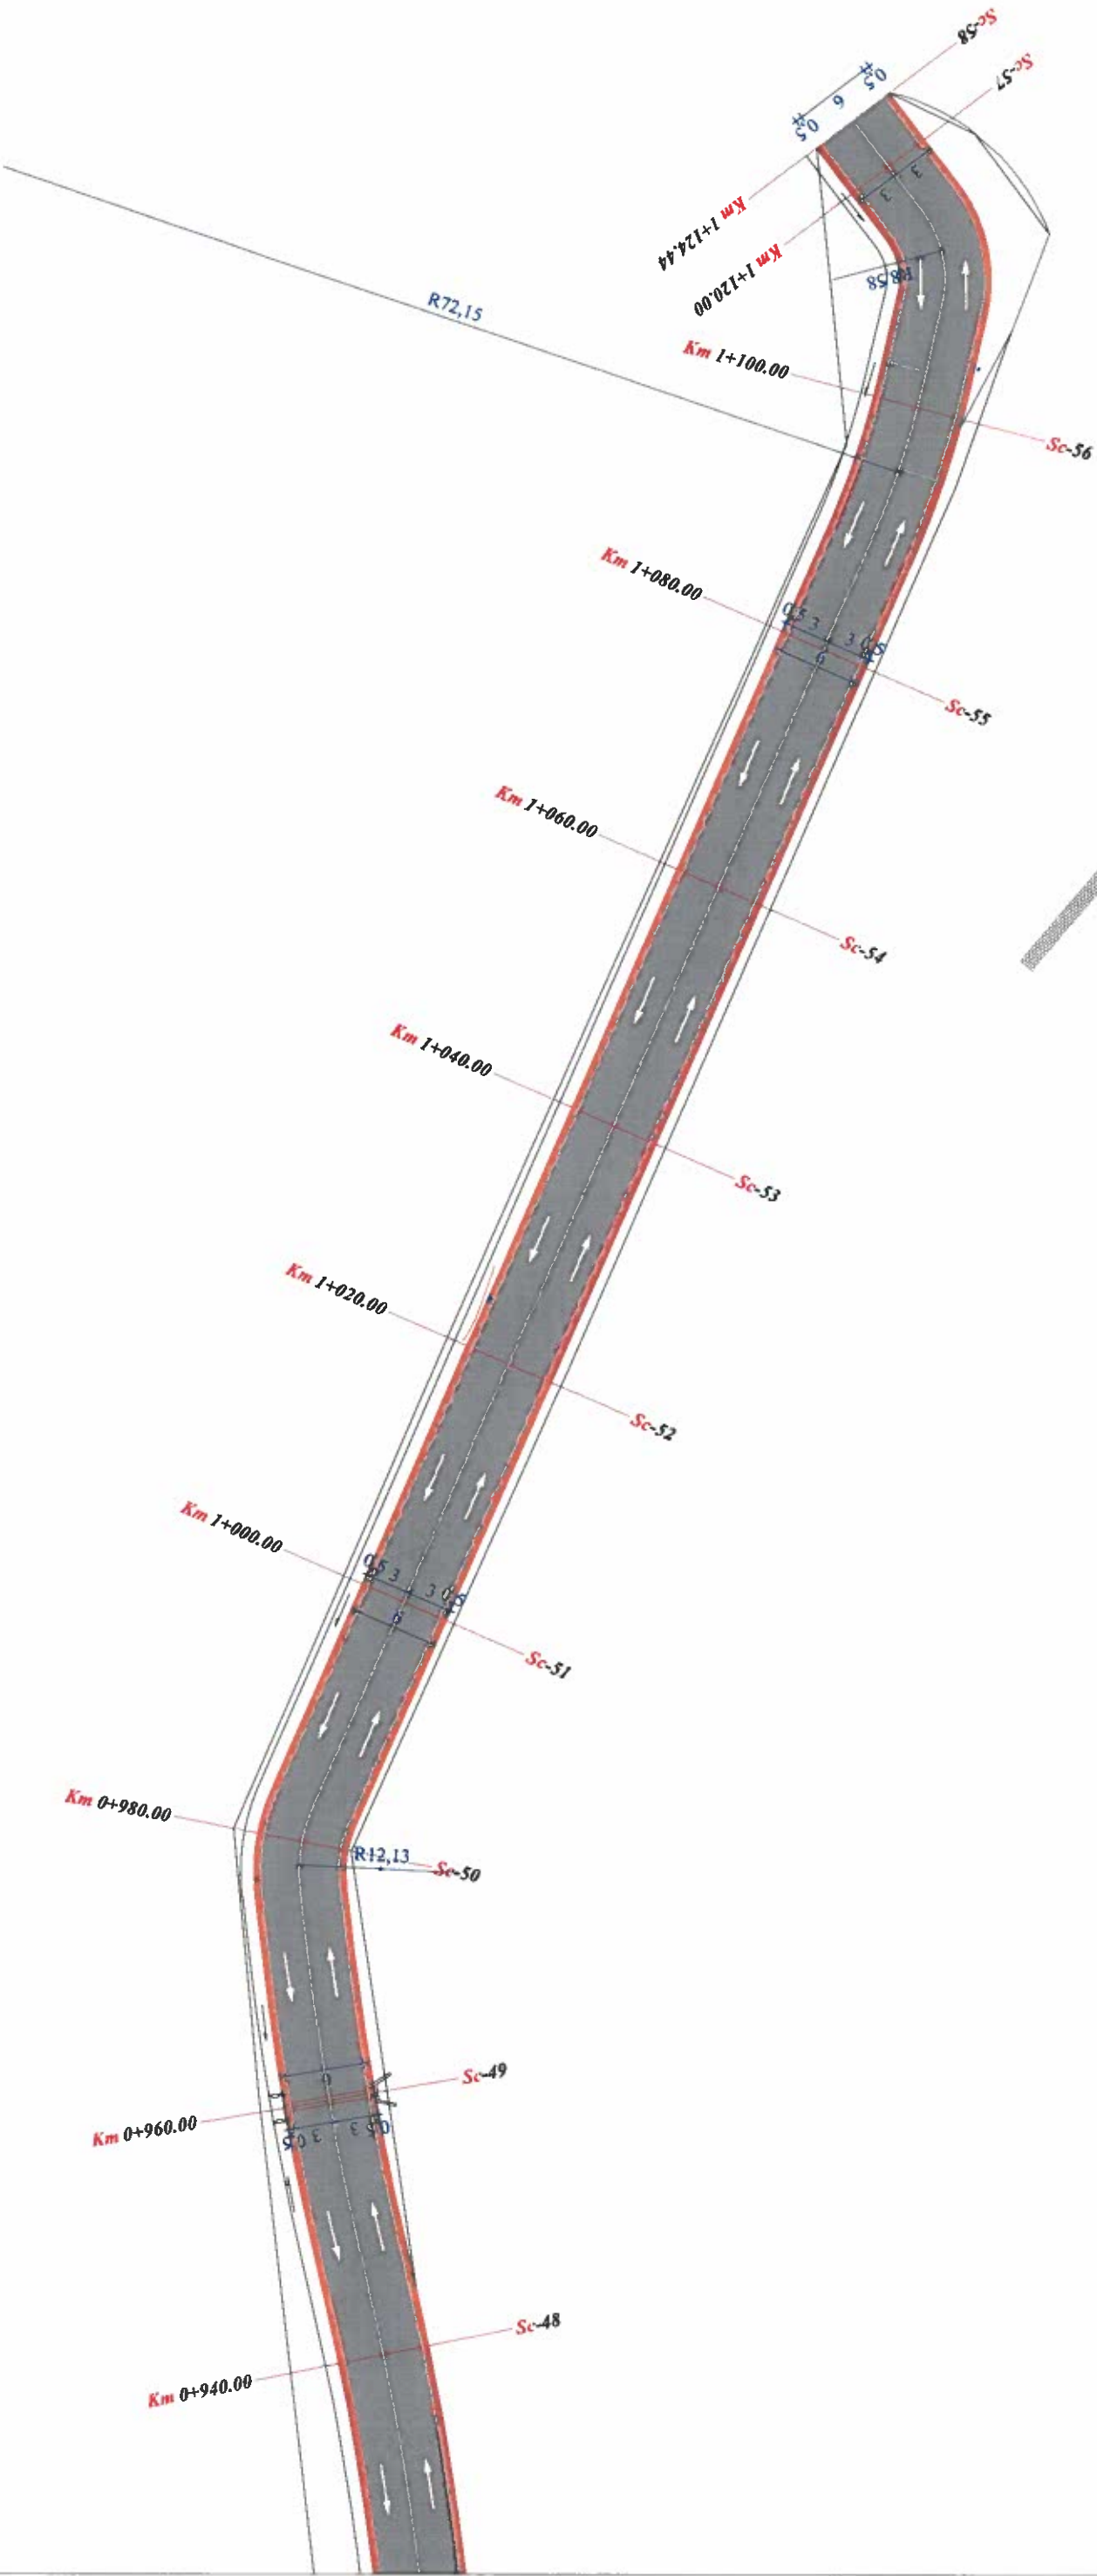 Sc-58
Sc-57
0,5 6 0,5
Km 1+124.44
3 3
Km 1+120.00
R8,58
R72,15
Km 1+100.00
Sc-56
Km 1+080.00
0,5 3 3 0,5
6
Sc-55
Km 1+060.00
Sc-54
Km 1+040.00
Sc-53
Km 1+020.00
Sc-52
Km 1+000.00
0,5 3 3 0,5
6
Sc-51
Km 0+980.00
R12,13
Sc-50
6
Sc-49
Km 0+960.00
0,5 3 3 0,5
Sc-48
Km 0+940.00